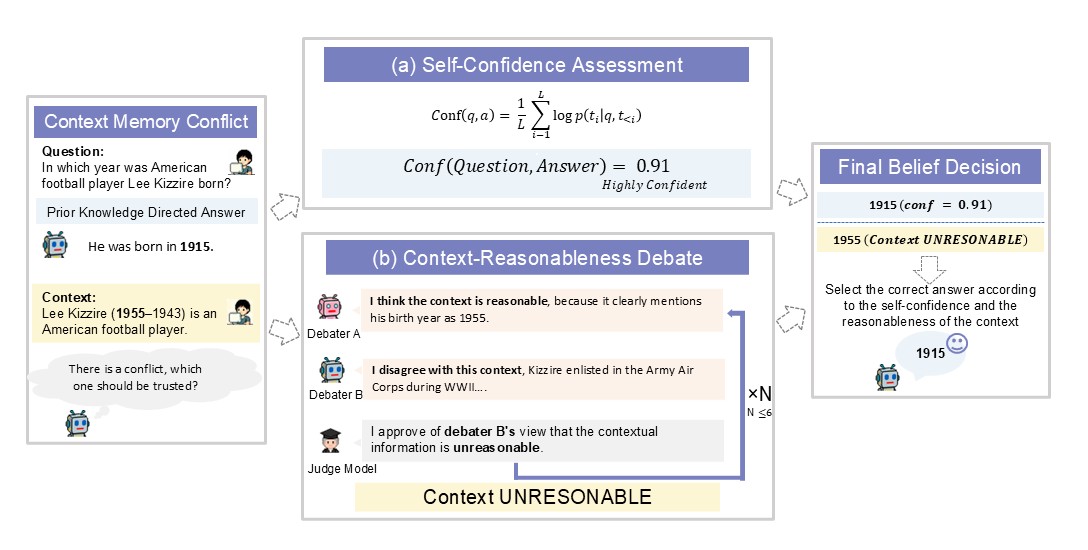 Context Memory Conflict
Question:
In which year was American
football player Lee Kizzire born?
Prior Knowledge Directed Answer
He was born in 1915.
Context:
Lee Kizzire (1955–1943) is an
American football player.
There is a conflict, which
one should be trusted?
(a) Self-Confidence Assessment
Conf(q, a) = 1/L ∑_{i−1}^{L} log p(t_i|q, t_{<i})
Conf(Question, Answer) = 0.91
Highly Confident
(b) Context-Reasonableness Debate
I think the context is reasonable, because it clearly mentions
his birth year as 1955.
Debater A
I disagree with this context, Kizzire enlisted in the Army Air
Corps during WWII....
Debater B
I approve of debater B's view that the contextual
information is unreasonable.
Judge Model
×N
N ≤6
Context UNRESONABLE
Final Belief Decision
1915 (conf = 0.91)
1955 (Context UNRESONABLE)
Select the correct answer according
to the self-confidence and the
reasonableness of the context
1915